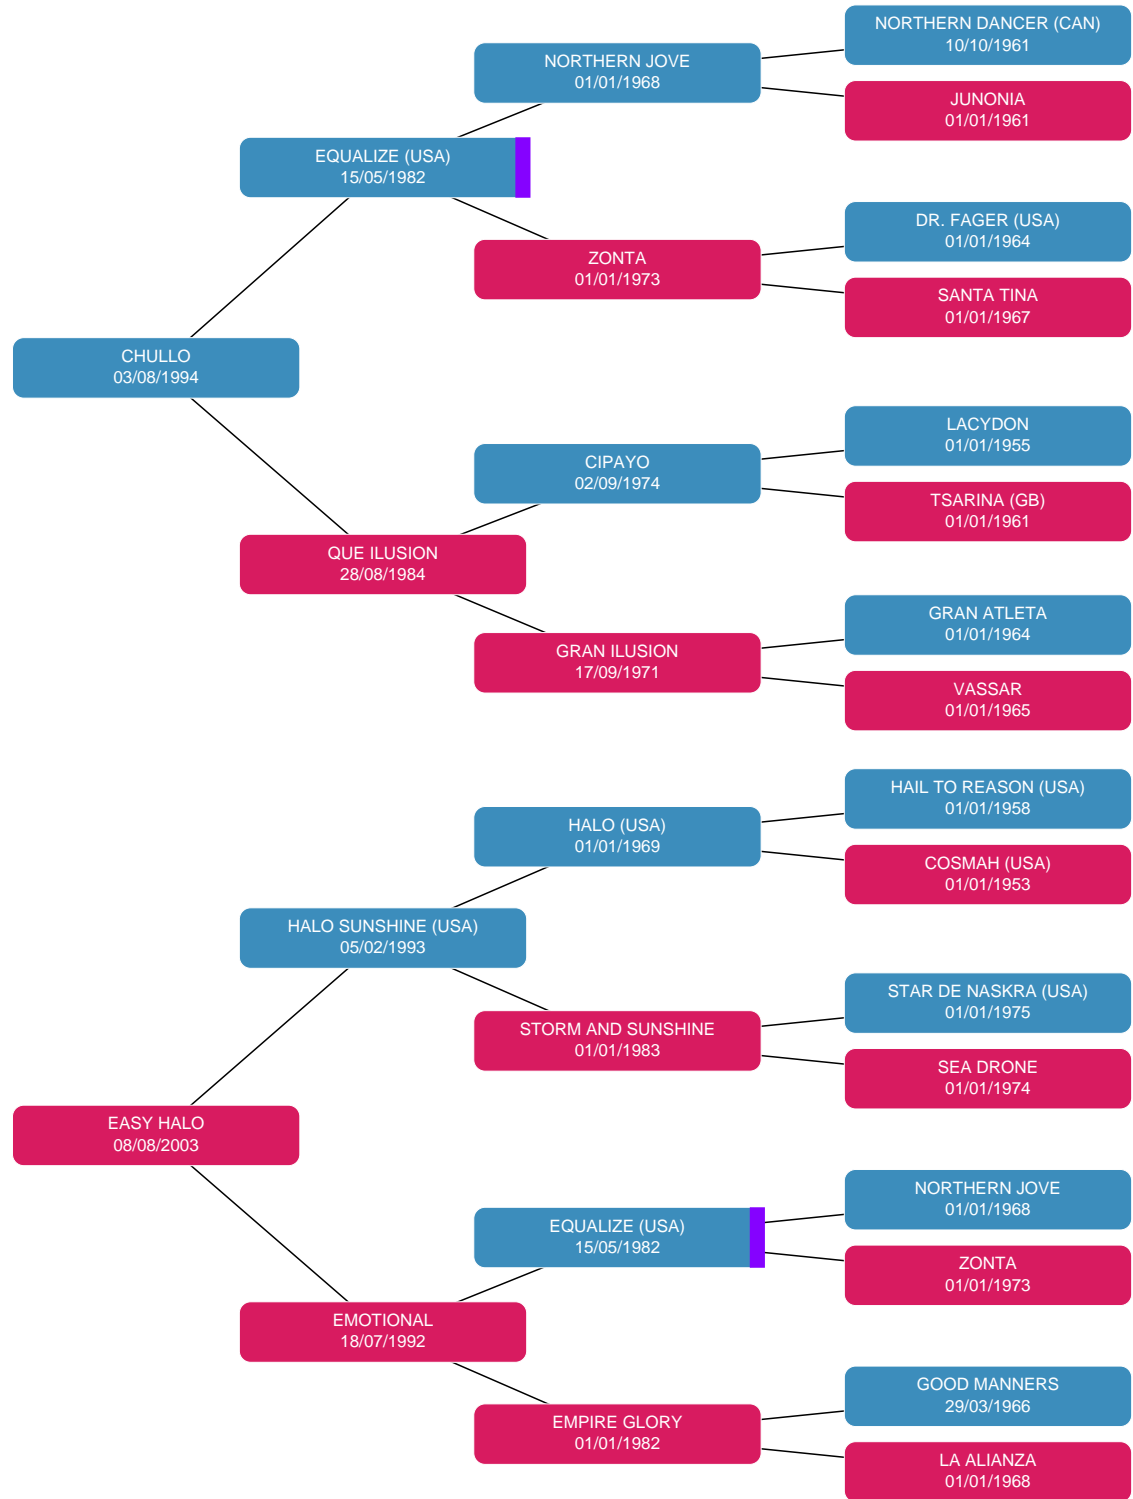 NORTHERN DANCER (CAN)
10/10/1961
NORTHERN JOVE
01/01/1968
JUNONIA
01/01/1961
EQUALIZE (USA)
15/05/1982
DR. FAGER (USA)
01/01/1964
ZONTA
01/01/1973
SANTA TINA
01/01/1967
CHULLO
03/08/1994
LACYDON
01/01/1955
CIPAYO
02/09/1974
TSARINA (GB)
01/01/1961
QUE ILUSION
28/08/1984
GRAN ATLETA
01/01/1964
GRAN ILUSION
17/09/1971
VASSAR
01/01/1965
HAIL TO REASON (USA)
01/01/1958
HALO (USA)
01/01/1969
COSMAH (USA)
01/01/1953
HALO SUNSHINE (USA)
05/02/1993
STAR DE NASKRA (USA)
01/01/1975
STORM AND SUNSHINE
01/01/1983
SEA DRONE
01/01/1974
EASY HALO
08/08/2003
NORTHERN JOVE
01/01/1968
EQUALIZE (USA)
15/05/1982
ZONTA
01/01/1973
EMOTIONAL
18/07/1992
GOOD MANNERS
29/03/1966
EMPIRE GLORY
01/01/1982
LA ALIANZA
01/01/1968